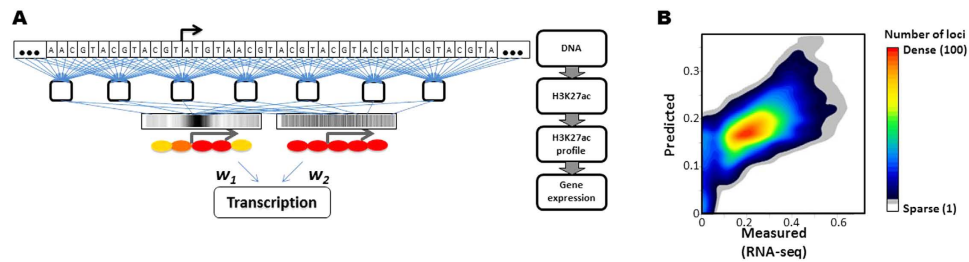 A
••• A A C G T A C G T A C G T A T G T A A C G T A C G T A C G T A C G T A C G T A C G T A •••
w1 w2
Transcription
DNA
H3K27ac
H3K27ac
profile
Gene
expression
B
Number of loci
Dense (100)
Sparse (1)
Predicted
0.3
0.2
0.1
0
0 0.2 0.4 0.6
Measured
(RNA-seq)